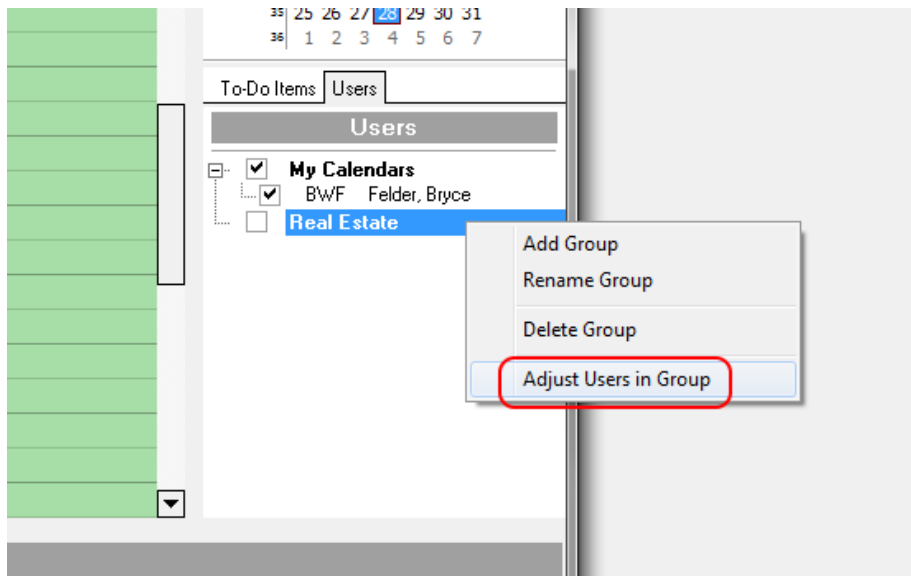 35 25 26 27 28 29 30 31
36 1 2 3 4 5 6 7
To-Do Items Users
Users
My Calendars
BWF Felder, Bryce
Real Estate
Add Group
Rename Group
Delete Group
Adjust Users in Group